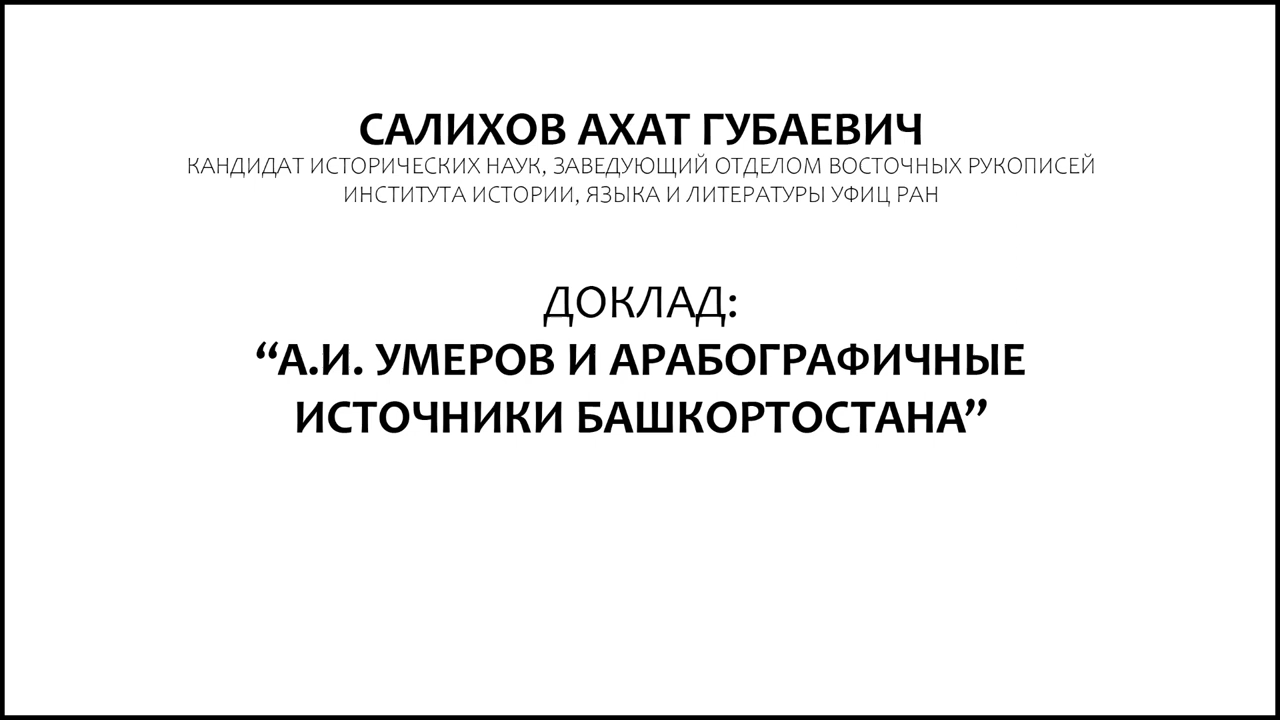 САЛИХОВ АХАТ ГУБАЕВИЧ
КАНДИДАТ ИСТОРИЧЕСКИХ НАУК, ЗАВЕДУЮЩИЙ ОТДЕЛОМ ВОСТОЧНЫХ РУКОПИСЕЙ
ИНСТИТУТА ИСТОРИИ, ЯЗЫКА И ЛИТЕРАТУРЫ УФИЦ РАН
ДОКЛАД:
“А.И. УМЕРОВ И АРАБОГРАФИЧНЫЕ
ИСТОЧНИКИ БАШКОРТОСТАНА”